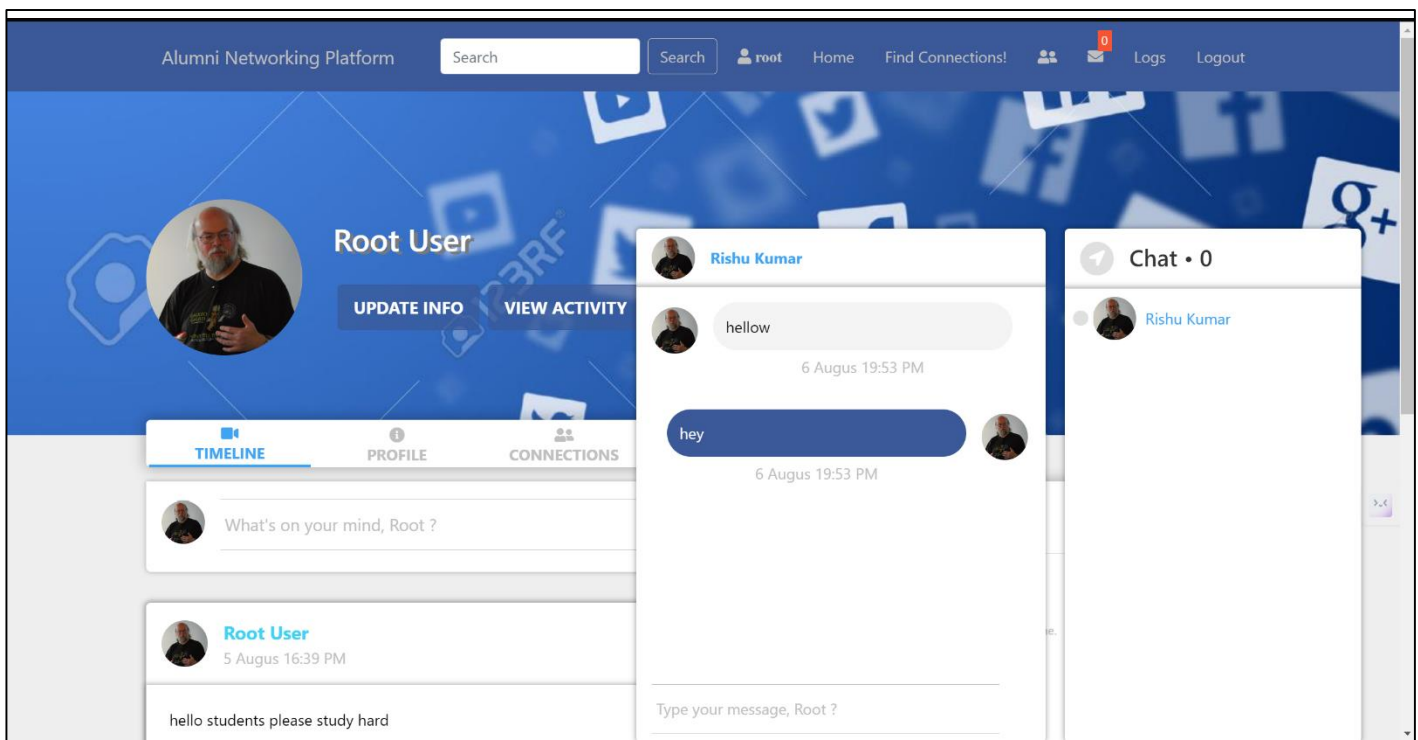 Alumni Networking Platform
Search
Search
root
Home
Find Connections!
0
Logs
Logout
Root User
UPDATE INFO
VIEW ACTIVITY
123RF
TIMELINE
PROFILE
CONNECTIONS
What's on your mind, Root ?
Root User
5 Augus 16:39 PM
hello students please study hard
Rishu Kumar
hellow
6 Augus 19:53 PM
hey
6 Augus 19:53 PM
Type your message, Root ?
Chat • 0
Rishu Kumar